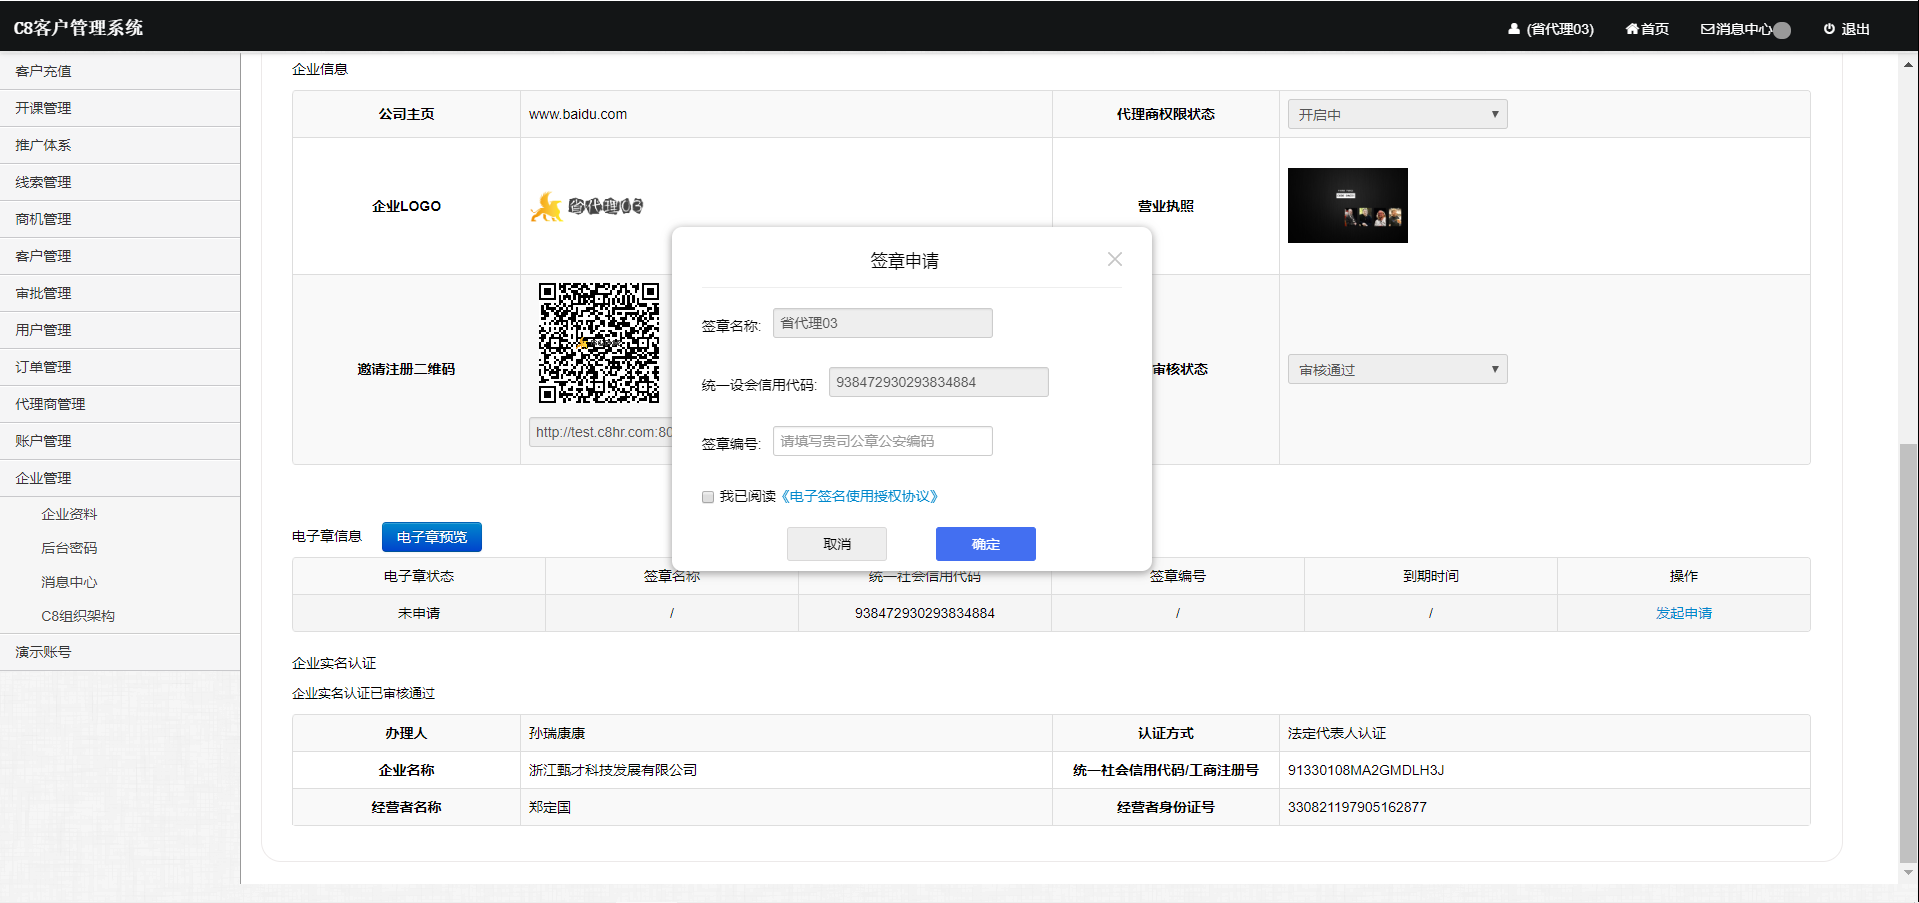 C8客户管理系统
(省代理03)
首页
消息中心
退出
客户充值
开课管理
推广体系
线索管理
商机管理
客户管理
审批管理
用户管理
订单管理
代理商管理
账户管理
企业管理
企业资料
后台密码
消息中心
C8组织架构
演示账号
企业信息
公司主页 www.baidu.com 代理商权限状态 开启中
企业LOGO 省代理03 营业执照
邀请注册二维码 审核状态 审核通过
http://test.c8hr.com:80
签章申请
签章名称: 省代理03
统一设会信用代码: 938472930293834884
签章编号: 请填写贵司公章公安编码
我已阅读《电子签名使用授权协议》
取消 确定
电子章信息 电子章预览
电子章状态 签章名称 统一社会信用代码 签章编号 到期时间 操作
未申请 / 938472930293834884 / / 发起申请
企业实名认证
企业实名认证已审核通过
办理人 孙瑞康康 认证方式 法定代表人认证
企业名称 浙江甄才科技发展有限公司 统一社会信用代码/工商注册号 91330108MA2GMDLH3J
经营者名称 郑定国 经营者身份证号 330821197905162877